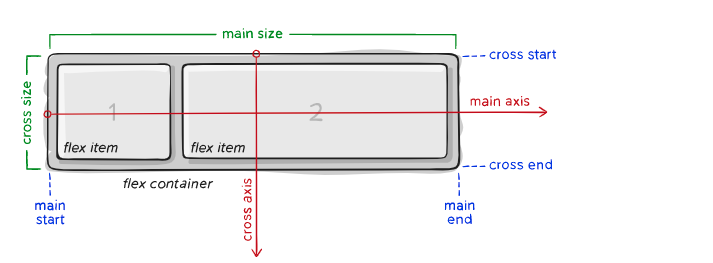 main size
cross start
cross size
main axis
1
2
flex item
flex item
cross end
flex container
cross axis
main
start
main
end